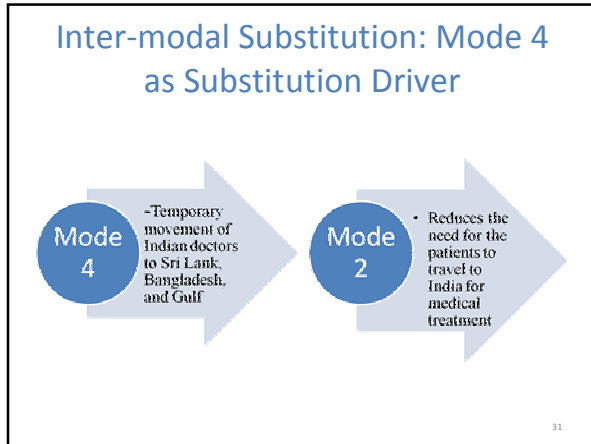 Inter-modal Substitution: Mode 4
as Substitution Driver
Mode
4
-Temporary
movement of
Indian doctors
to Sri Lank,
Bangladesh,
and Gulf
Mode
2
• Reduces the
need for the
patients to
travel to
India for
medical
treatment
31